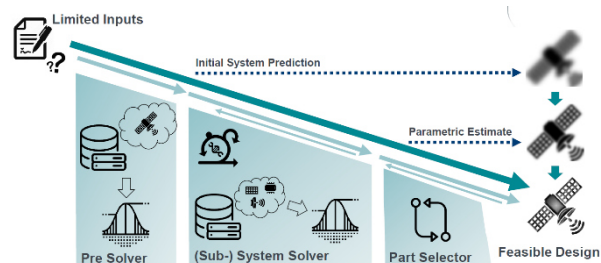 Limited Inputs
??
Initial System Prediction
Parametric Estimate
Pre Solver
(Sub-) System Solver
Part Selector
Feasible Design